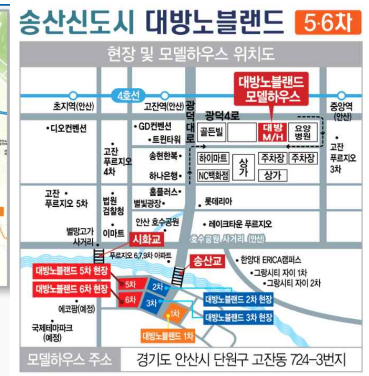 송산신도시 대방노블랜드 5·6차
현장 및 모델하우스 위치도
대방노블랜드
모델하우스
4호선
초지역(안산)
고잔역(안산)
광덕대로
광덕4로
중앙역
(안산)
•디오컨벤션
•GD컨벤션
•트윈타워
골든빌
대방
M/H
요양
병원
고잔
푸르지오
4차
송현한복•
하나은행•
하이마트
NC백화점
상가
주차장
주차장
상가
고잔
푸르지오
3차
고잔 •
푸르지오 5차
법원
검찰청
홈플러스•
별빛광장•
•롯데리아
•이마트
안산 호수공원
•레이크타운 푸르지오
별망고가
사거리
시화교
호수공원 사거리 (안산)
푸르지오 6,7,9차 아파트
송산교
•한양대 ERICA캠퍼스
•그랑시티 자이 1차
•그랑시티 자이 2차
대방노블랜드 5차 현장
대방노블랜드 6차 현장
5차
6차
2차
3차
1차
대방노블랜드 2차 현장
대방노블랜드 3차 현장
에코팜(예정)
국제테마파크
(예정)
대방노블랜드 1차
모델하우스 주소
경기도 안산시 단원구 고잔동 724-3번지